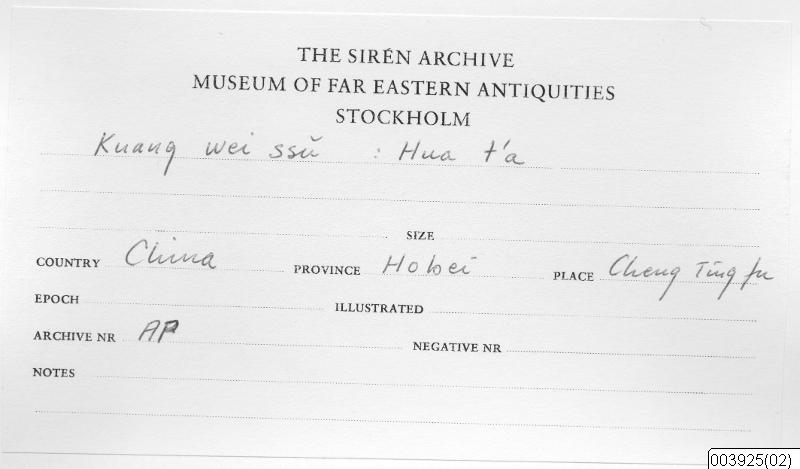 THE SIRÉN ARCHIVE
MUSEUM OF FAR EASTERN ANTIQUITIES
STOCKHOLM
Kuang wei ssŭ : Hua t'a
SIZE
COUNTRY China PROVINCE Hobei PLACE Cheng Ting fu
EPOCH ILLUSTRATED
ARCHIVE NR AP NEGATIVE NR
NOTES
003925(02)